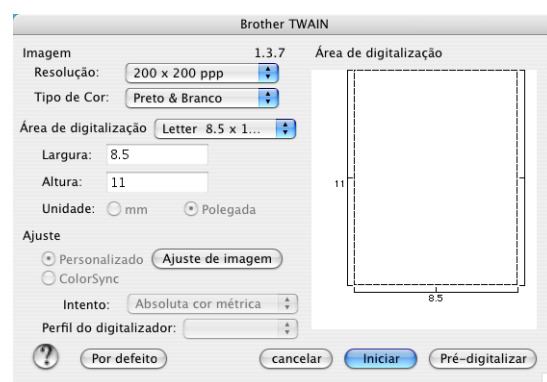 Brother TWAIN
Imagem 1.3.7
Resolução: 200 x 200 ppp
Tipo de Cor: Preto & Branco
Área de digitalização Letter 8.5 x 1...
Largura: 8.5
Altura: 11
Unidade: mm Polegada
Ajuste
Personalizado Ajuste de imagem
ColorSync
Intento: Absoluta cor métrica
Perfil do digitalizador:
? Por defeito cancelar Iniciar Pré-digitalizar
Área de digitalização
11
8.5